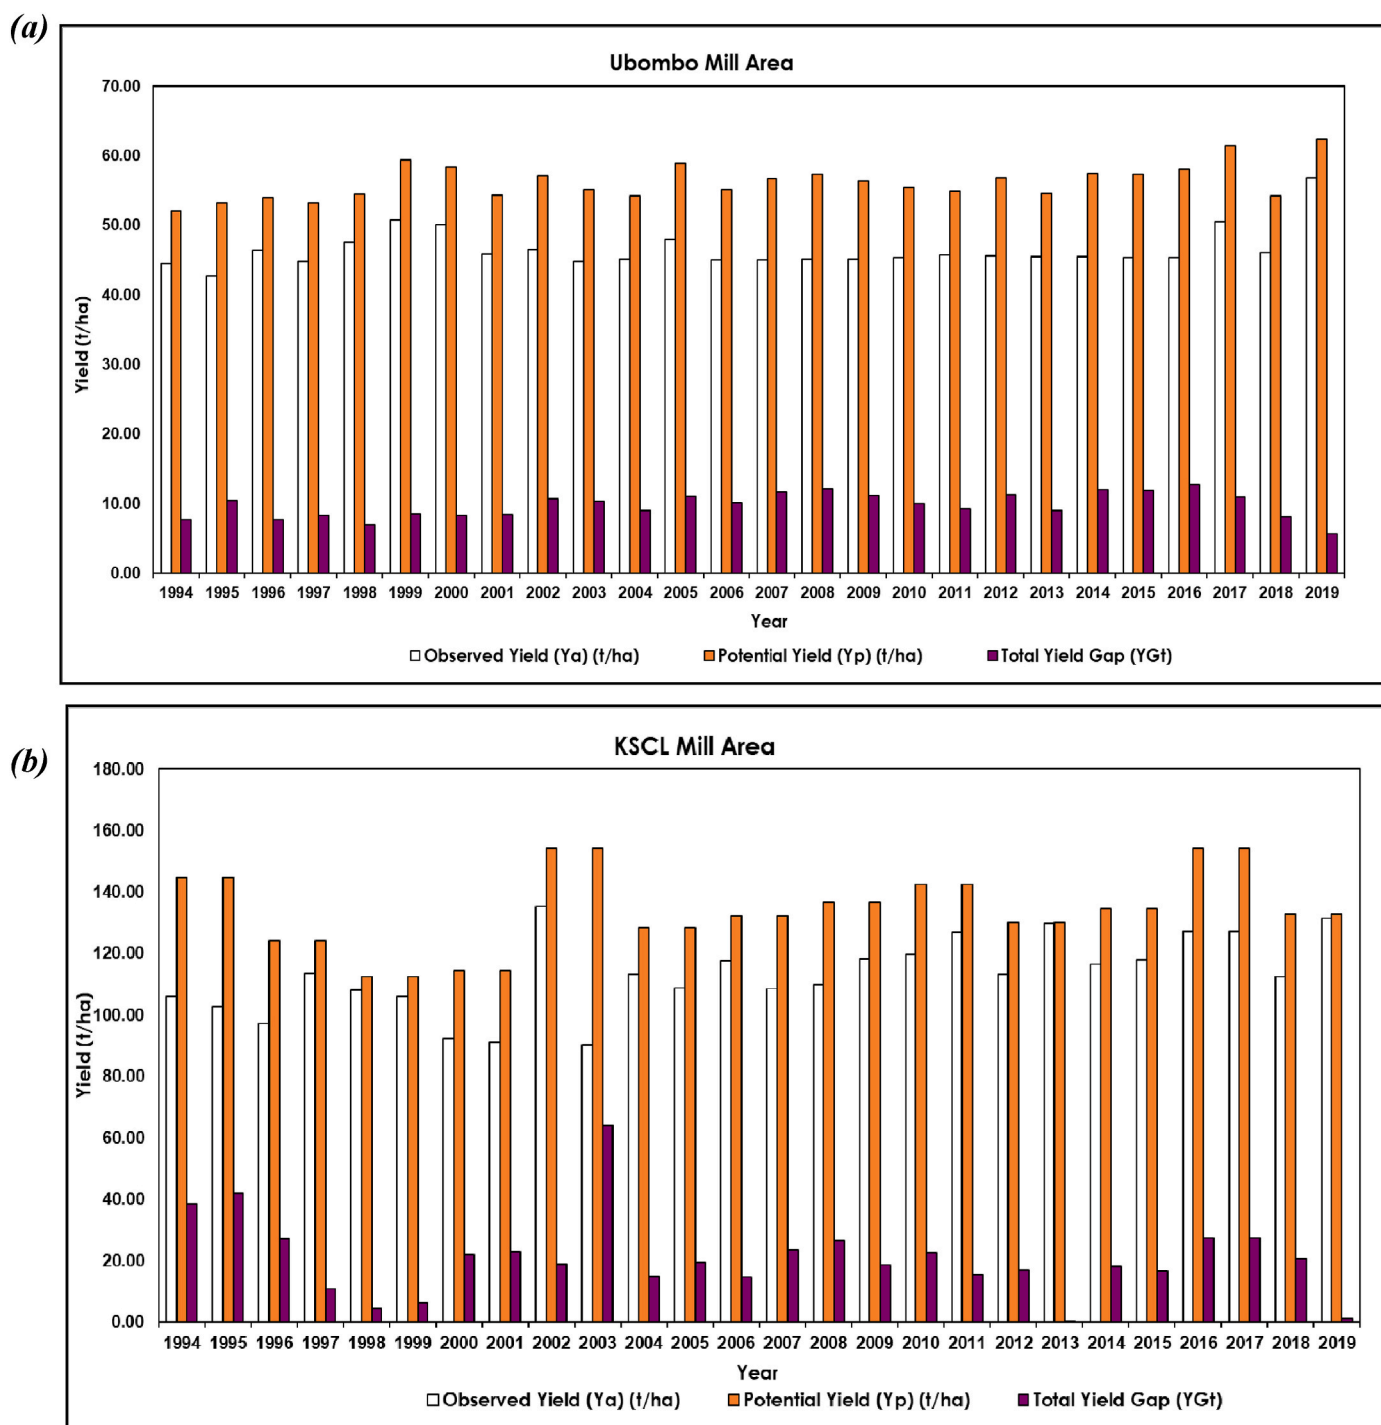 (a)
Ubombo Mill Area
70.00
60.00
50.00
40.00
30.00
20.00
10.00
0.00
Yield (t/ha)
1994 1995 1996 1997 1998 1999 2000 2001 2002 2003 2004 2005 2006 2007 2008 2009 2010 2011 2012 2013 2014 2015 2016 2017 2018 2019
Year
Observed Yield (Ya) (t/ha) Potential Yield (Yp) (t/ha) Total Yield Gap (YGt)
(b)
KSCL Mill Area
180.00
160.00
140.00
120.00
100.00
80.00
60.00
40.00
20.00
0.00
Yield (t/ha)
1994 1995 1996 1997 1998 1999 2000 2001 2002 2003 2004 2005 2006 2007 2008 2009 2010 2011 2012 2013 2014 2015 2016 2017 2018 2019
Year
Observed Yield (Ya) (t/ha) Potential Yield (Yp) (t/ha) Total Yield Gap (YGt)